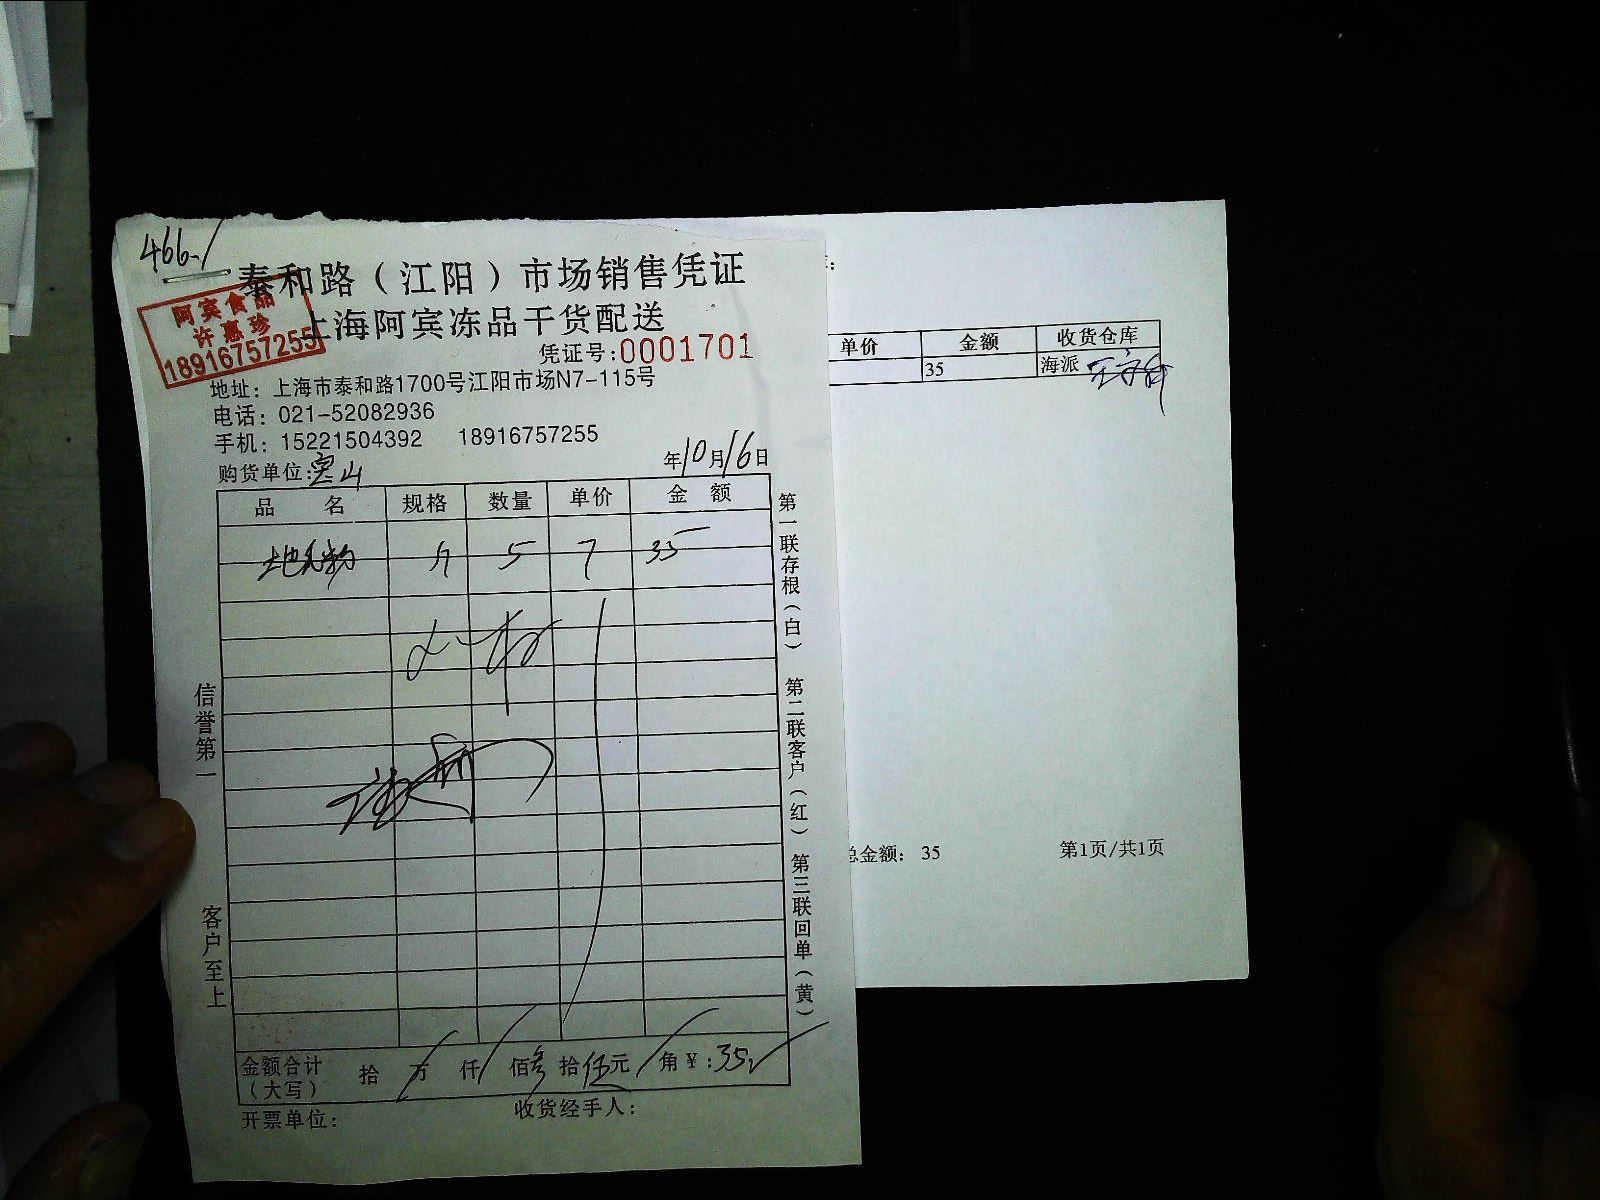 466-1
泰和路（江阳）市场销售凭证
阿宾食品
许惠珍
18916757255
上海阿宾冻品干货配送
凭证号:0001701
地址：上海市泰和路1700号江阳市场N7-115号
电话：021-52082936
手机：15221504392 18916757255
购货单位:宝山 年10月16日
品 名 规格 数量 单价 金 额
斤 5 7 35
金额合计（大写） 拾 万 仟 佰叁拾伍元 角￥:35
开票单位: 收货经手人:
信誉第一 客户至上
第一联存根（白） 第二联客户（红） 第三联回单（黄）
单价 金额 收货仓库
35 海派
总金额： 35 第1页/共1页